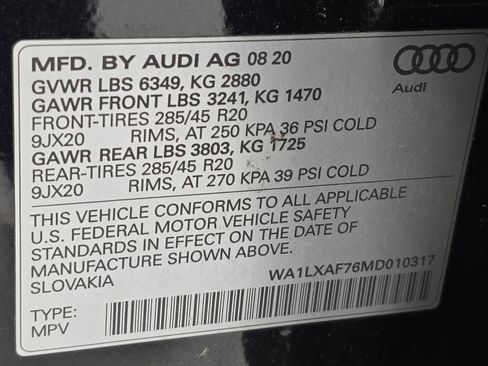 MFD. BY AUDI AG 08 20
GVWR LBS 6349, KG 2880
GAWR FRONT LBS 3241, KG 1470
FRONT-TIRES 285/45 R20
9JX20 RIMS, AT 250 KPA 36 PSI COLD
GAWR REAR LBS 3803, KG 1725
REAR-TIRES 285/45 R20
9JX20 RIMS, AT 270 KPA 39 PSI COLD
THIS VEHICLE CONFORMS TO ALL APPLICABLE
U.S. FEDERAL MOTOR VEHICLE SAFETY
STANDARDS IN EFFECT ON THE DATE OF
MANUFACTURE SHOWN ABOVE.
SLOVAKIA
WA1LXAF76MD010317
TYPE:
MPV
Audi